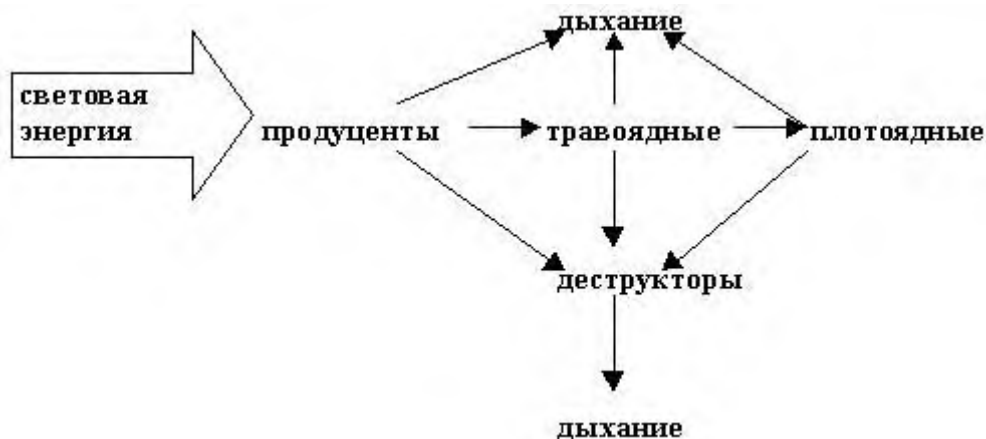 дыхание
световая
энергия
продуценты
травоядные
плотоядные
деструкторы
дыхание